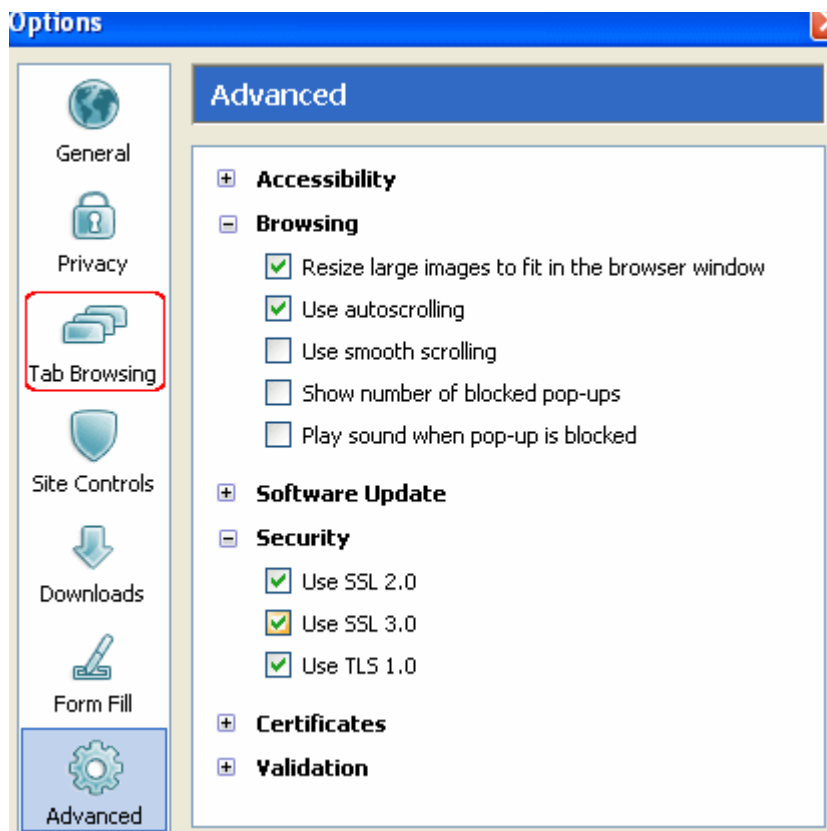 Options
General
Privacy
Tab Browsing
Site Controls
Downloads
Form Fill
Advanced
Advanced
Accessibility
Browsing
Resize large images to fit in the browser window
Use autoscrolling
Use smooth scrolling
Show number of blocked pop-ups
Play sound when pop-up is blocked
Software Update
Security
Use SSL 2.0
Use SSL 3.0
Use TLS 1.0
Certificates
Validation